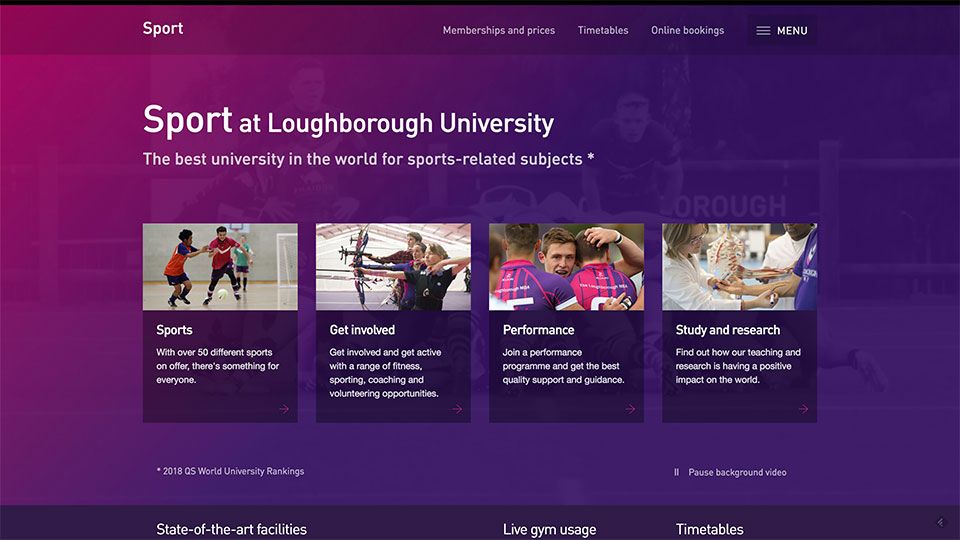 Sport
Memberships and prices
Timetables
Online bookings
MENU
Sport at Loughborough University
The best university in the world for sports-related subjects *
OROUGH
Sports
With over 50 different sports
on offer, there's something for
everyone.
Get involved
Get involved and get active
with a range of fitness,
sporting, coaching and
volunteering opportunities.
Performance
Join a performance
programme and get the best
quality support and guidance.
Study and research
Find out how our teaching and
research is having a positive
impact on the world.
* 2018 QS World University Rankings
Pause background video
State-of-the-art facilities
Live gym usage
Timetables